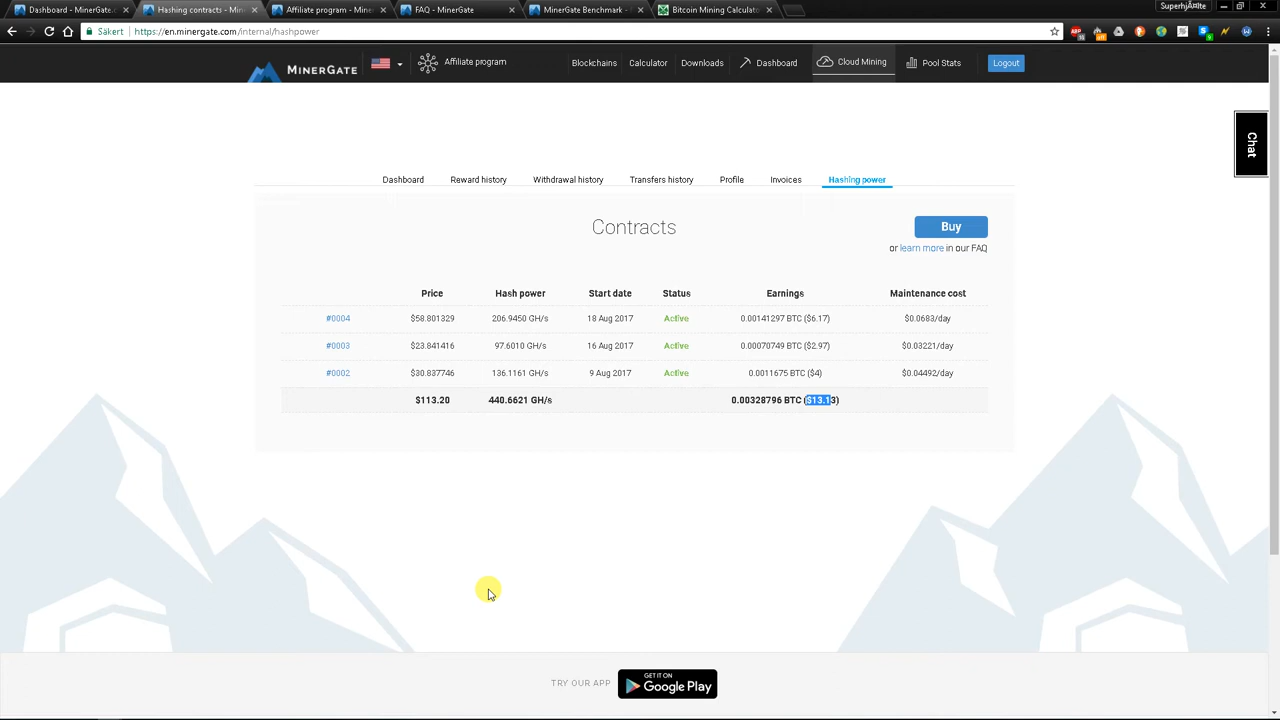 Dashboard - MinerGate.c
Hashing contracts - Min
Affiliate program - Mine
FAQ - MinerGate
MinerGate Benchmark -
Bitcoin Mining Calculato
Säkert
https://en.minergate.com/internal/hashpower
MINERGATE
Affiliate program
Blockchains
Calculator
Downloads
Dashboard
Cloud Mining
Pool Stats
Logout
Chat
Dashboard Reward history Withdrawal history Transfers history Profile Invoices Hashing power
Contracts
Buy
or learn more in our FAQ
Price Hash power Start date Status Earnings Maintenance cost
#0004 $58.801329 206.9450 GH/s 18 Aug 2017 Active 0.00141297 BTC ($6.17) $0.0683/day
#0003 $23.841416 97.6010 GH/s 16 Aug 2017 Active 0.00070749 BTC ($2.97) $0.03221/day
#0002 $30.837746 136.1161 GH/s 9 Aug 2017 Active 0.0011675 BTC ($4) $0.04492/day
$113.20 440.6621 GH/s 0.00328796 BTC ($13.13)
TRY OUR APP
GET IT ON
Google Play